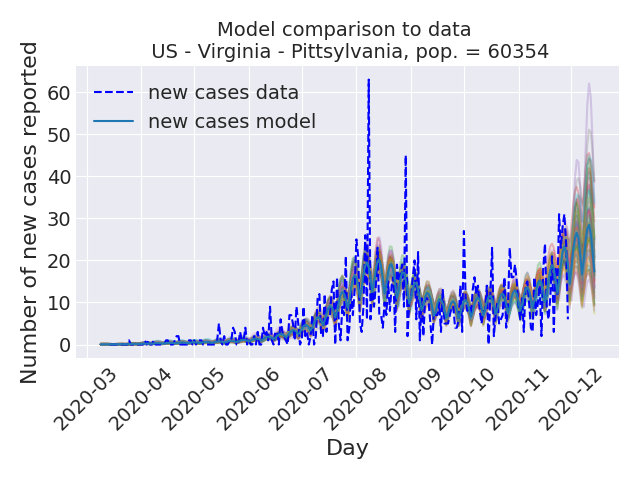 Model comparison to data
US - Virginia - Pittsylvania, pop. = 60354
Number of new cases reported
60
50
40
30
20
10
0
new cases data
new cases model
2020-03
2020-04
2020-05
2020-06
2020-07
2020-08
2020-09
2020-10
2020-11
2020-12
Day